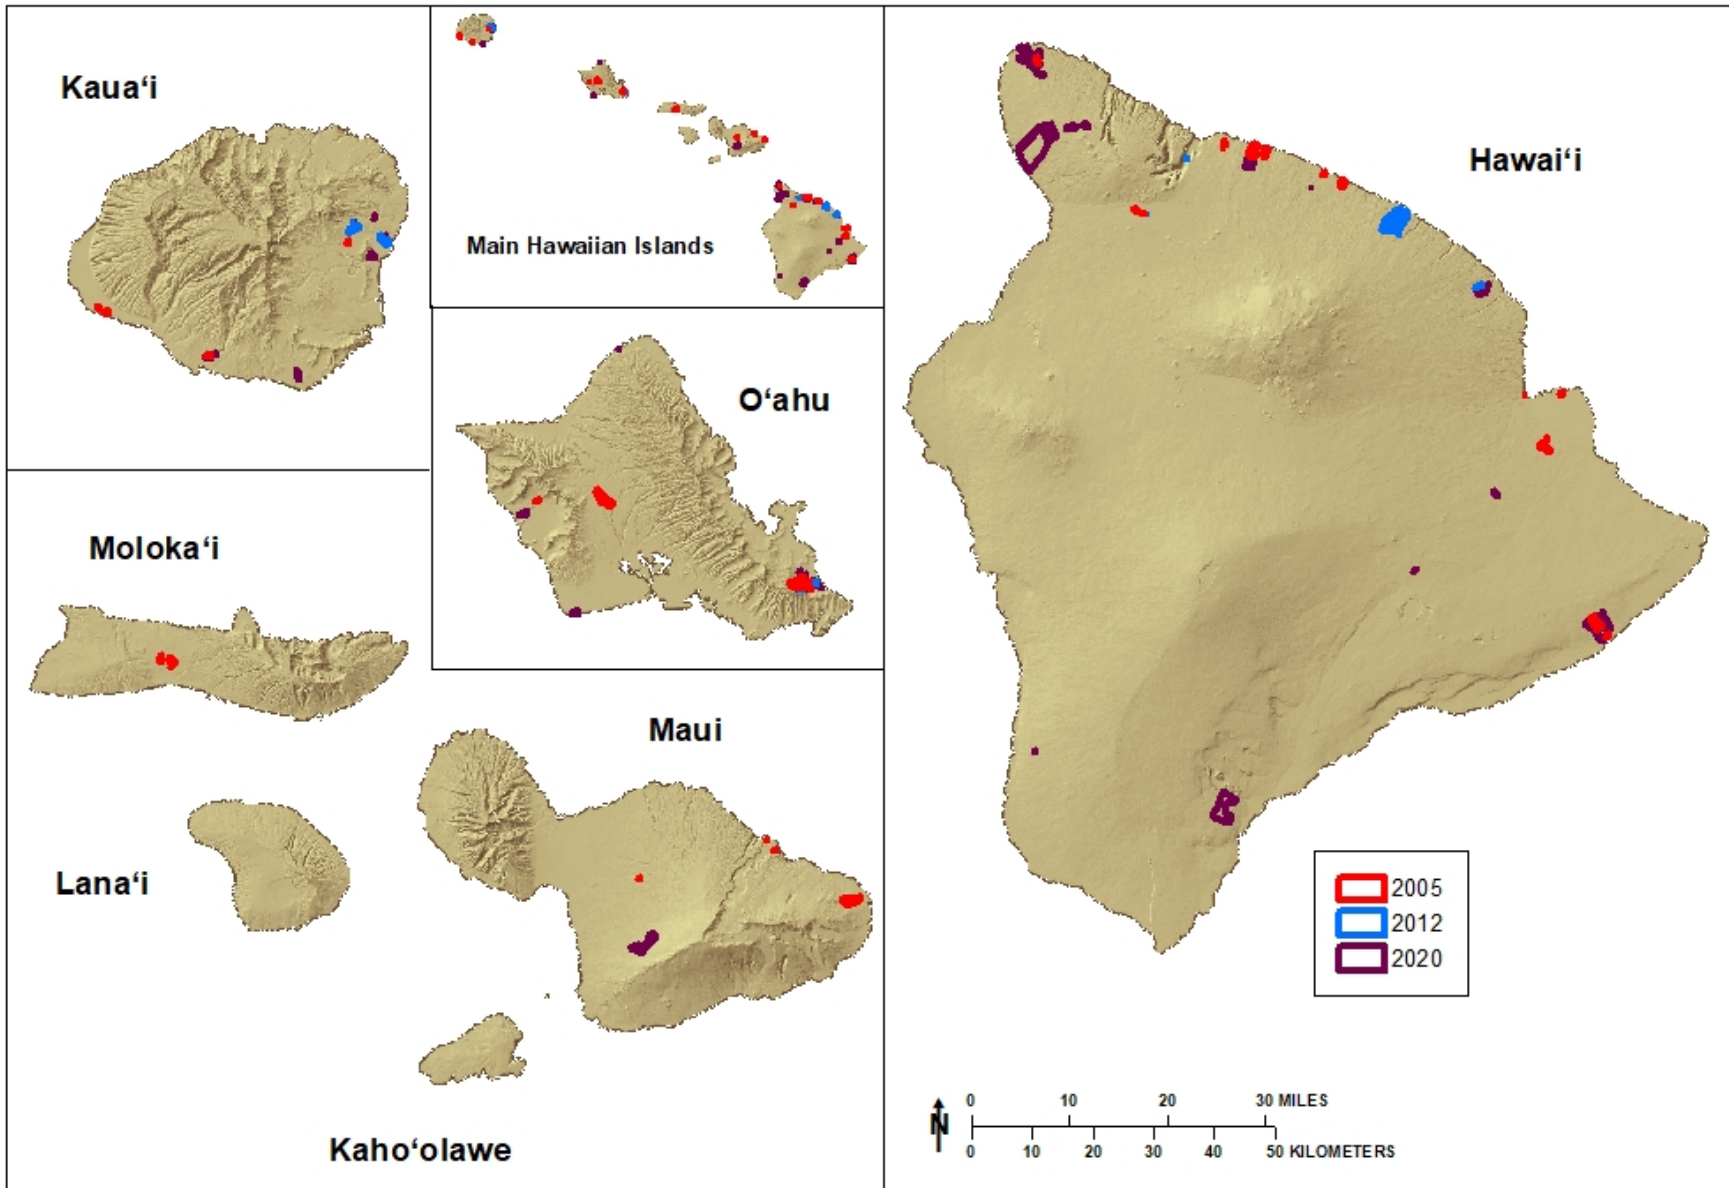 Kaua‘i
Main Hawaiian Islands
Hawai‘i
O‘ahu
Moloka‘i
Maui
Lana‘i
Kaho‘olawe
2005
2012
2020
N
0 10 20 30 MILES
0 10 20 30 40 50 KILOMETERS